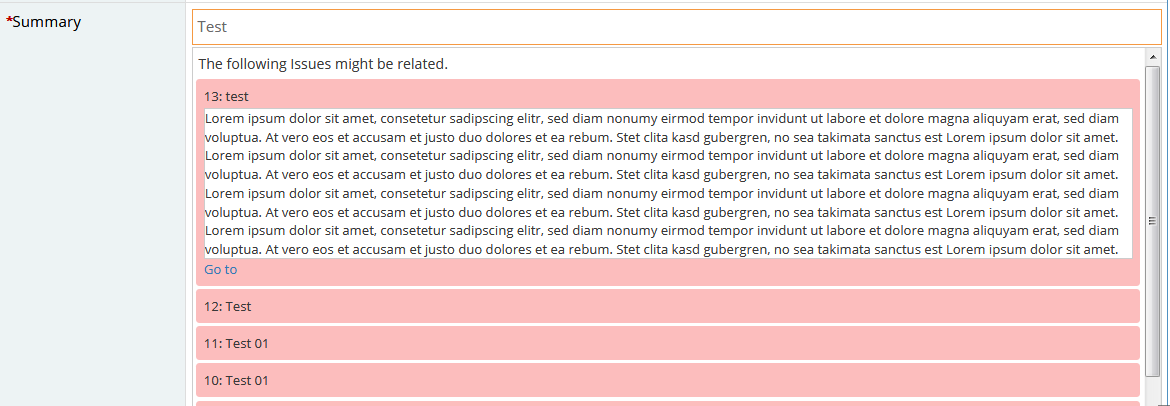 *Summary
Test
The following Issues might be related.
13: test
Lorem ipsum dolor sit amet, consetetur sadipscing elitr, sed diam nonumy eirmod tempor invidunt ut labore et dolore magna aliquyam erat, sed diam
voluptua. At vero eos et accusam et justo duo dolores et ea rebum. Stet clita kasd gubergren, no sea takimata sanctus est Lorem ipsum dolor sit amet.
Lorem ipsum dolor sit amet, consetetur sadipscing elitr, sed diam nonumy eirmod tempor invidunt ut labore et dolore magna aliquyam erat, sed diam
voluptua. At vero eos et accusam et justo duo dolores et ea rebum. Stet clita kasd gubergren, no sea takimata sanctus est Lorem ipsum dolor sit amet.
Lorem ipsum dolor sit amet, consetetur sadipscing elitr, sed diam nonumy eirmod tempor invidunt ut labore et dolore magna aliquyam erat, sed diam
voluptua. At vero eos et accusam et justo duo dolores et ea rebum. Stet clita kasd gubergren, no sea takimata sanctus est Lorem ipsum dolor sit amet.
Lorem ipsum dolor sit amet, consetetur sadipscing elitr, sed diam nonumy eirmod tempor invidunt ut labore et dolore magna aliquyam erat, sed diam
voluptua. At vero eos et accusam et justo duo dolores et ea rebum. Stet clita kasd gubergren, no sea takimata sanctus est Lorem ipsum dolor sit amet.
Go to
12: Test
11: Test 01
10: Test 01